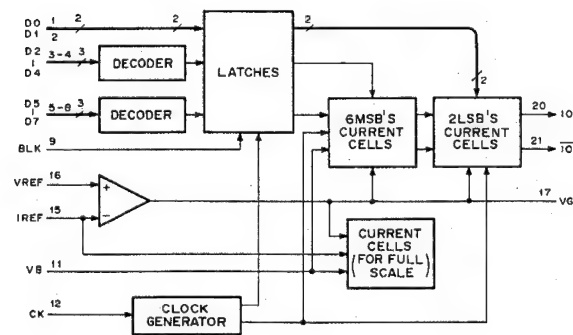 D0 1 2 2 2
D1 2
D2 3-4 3
D4
DECODER
LATCHES
2
D5 5-8 3
D7
DECODER
6MSB'S CURRENT CELLS
2LSB'S CURRENT CELLS
20 IO
21 IO
BLK 9
VREF 16
+
17 VG
IREF 15
−
CURRENT CELLS (FOR FULL SCALE)
VB 11
CK 12
CLOCK GENERATOR